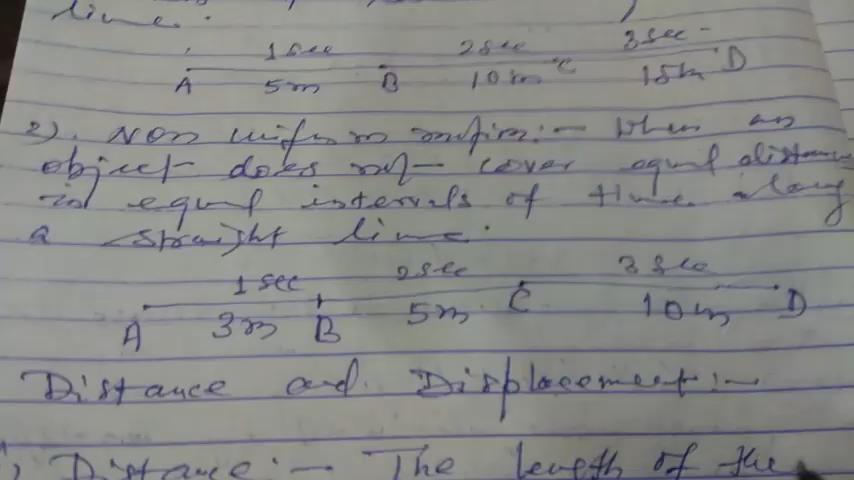 line.
1 sec 2 sec 3 sec
A 5m B 10m C 15m D
2). Non uniform motion:- When an
object does not cover equal distance
in equal intervals of time along
a straight line.
1 sec 2 sec 3 sec
A 3m B 5m C 10m D
Distance and Displacement:-
Distance:- The length of the